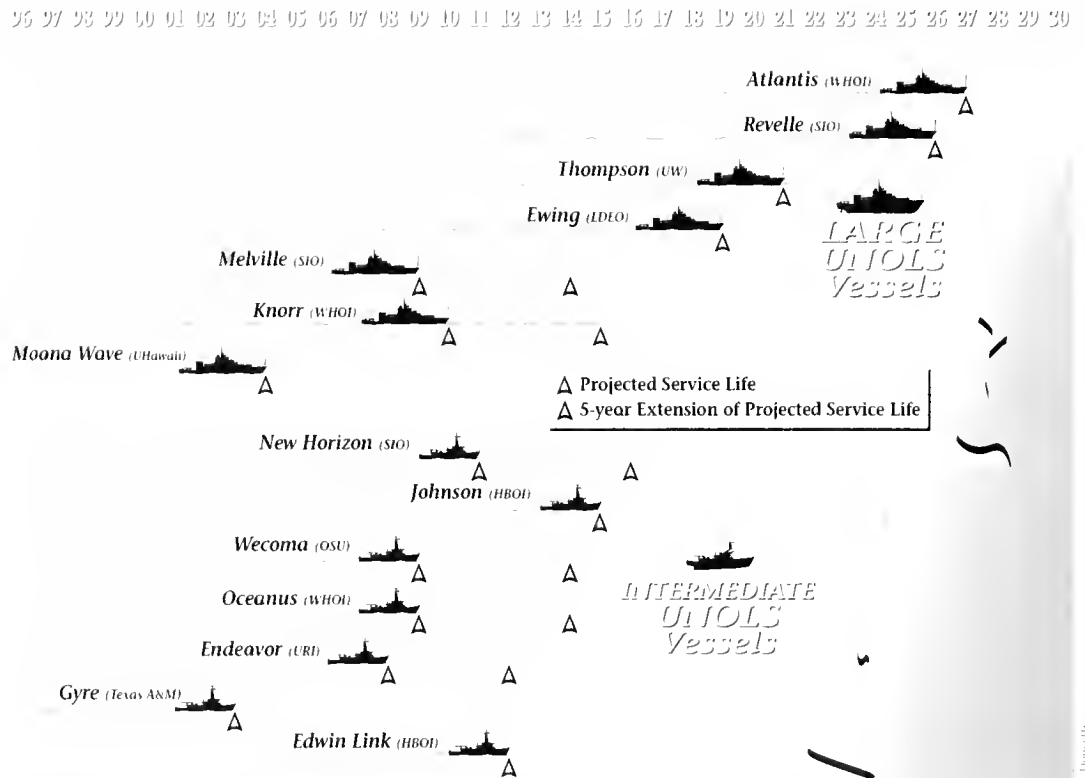 96 97 98 99 00 01 02 03 04 05 06 07 08 09 10 11 12 13 14 15 16 17 18 19 20 21 22 23 24 25 26 27 28 29 30
Atlantis (WHOI)
Revelle (SIO)
Thompson (UW)
Ewing (LDEO)
LARGE
UNOLS
Vessels
Melville (SIO)
Knorr (WHOI)
Moana Wave (UHawaii)
Projected Service Life
5-year Extension of Projected Service Life
New Horizon (SIO)
Johnson (HBOI)
Wecoma (OSU)
Oceanus (WHOI)
INTERMEDIATE
UNOLS
Vessels
Endeavor (URI)
Gyre (Texas A&M)
Edwin Link (HBOI)